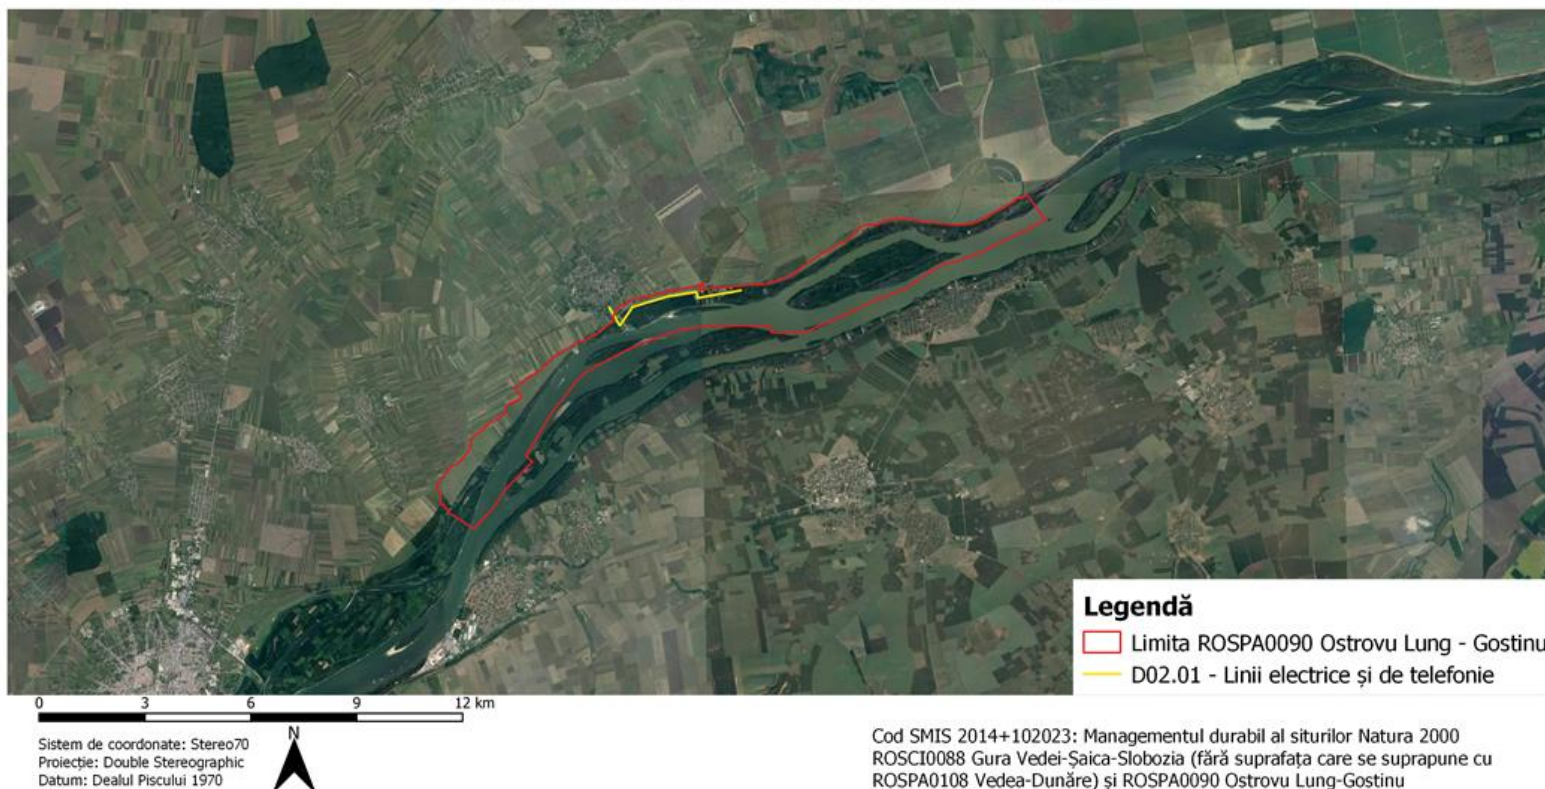 Legendă
Limita ROSPA0090 Ostrovu Lung - Gostinu
D02.01 - Linii electrice și de telefonie
0 3 6 9 12 km
N
Sistem de coordonate: Stereo70
Proiecție: Double Stereographic
Datum: Dealul Piscului 1970
Cod SMIS 2014+102023: Managementul durabil al siturilor Natura 2000
ROSCI0088 Gura Vedei-Șaica-Slobozia (fără suprafața care se suprapune cu
ROSPA0108 Vedea-Dunăre) și ROSPA0090 Ostrovu Lung-Gostinu